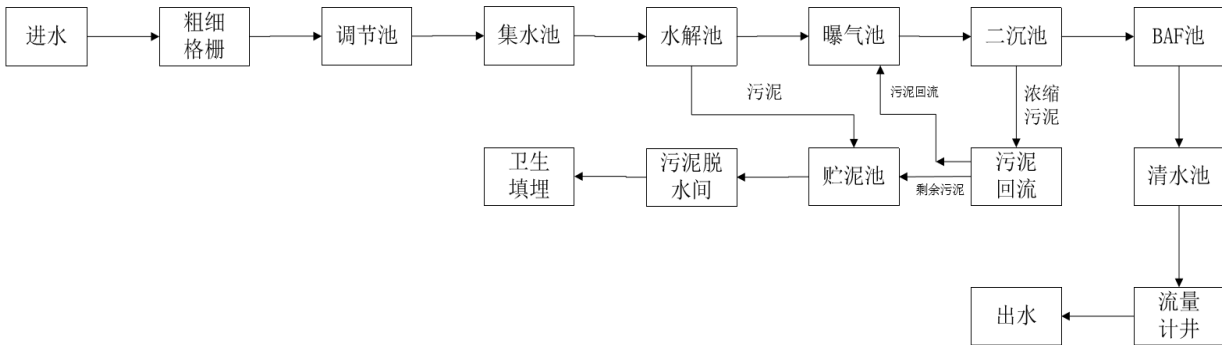 进水
粗细
格栅
调节池
集水池
水解池
曝气池
二沉池
BAF池
污泥
污泥回流
浓缩
污泥
卫生
填埋
污泥脱
水间
贮泥池
剩余污泥
污泥
回流
清水池
出水
流量
计井